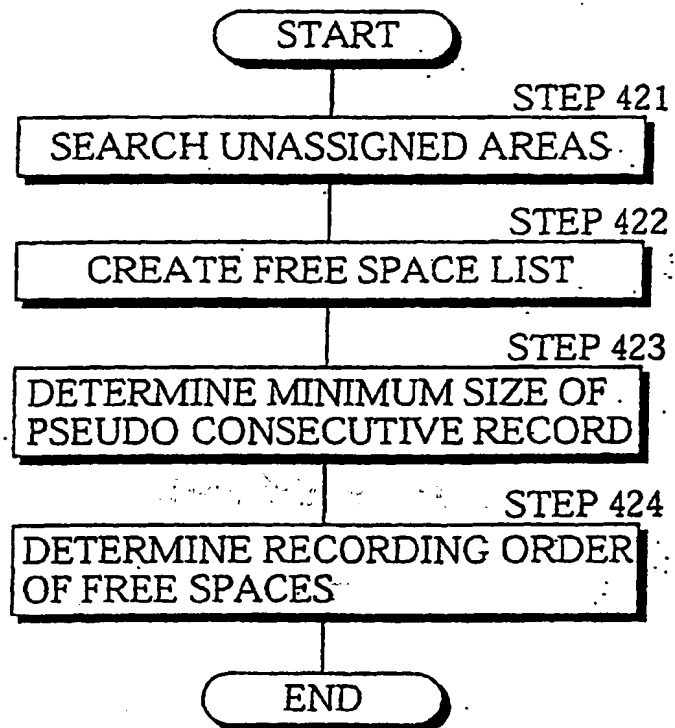 START
STEP 421
SEARCH UNASSIGNED AREAS
STEP 422
CREATE FREE SPACE LIST
STEP 423
DETERMINE MINIMUM SIZE OF
PSEUDO CONSECUTIVE RECORD
STEP 424
DETERMINE RECORDING ORDER
OF FREE SPACES
END